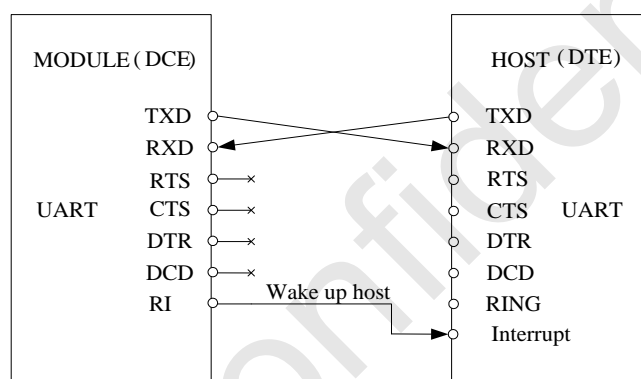 MODULE (DCE)
TXD
RXD
RTS
CTS
UART
DTR
DCD
RI
Wake up host
HOST (DTE)
TXD
RXD
RTS
CTS
UART
DTR
DCD
RING
Interrupt